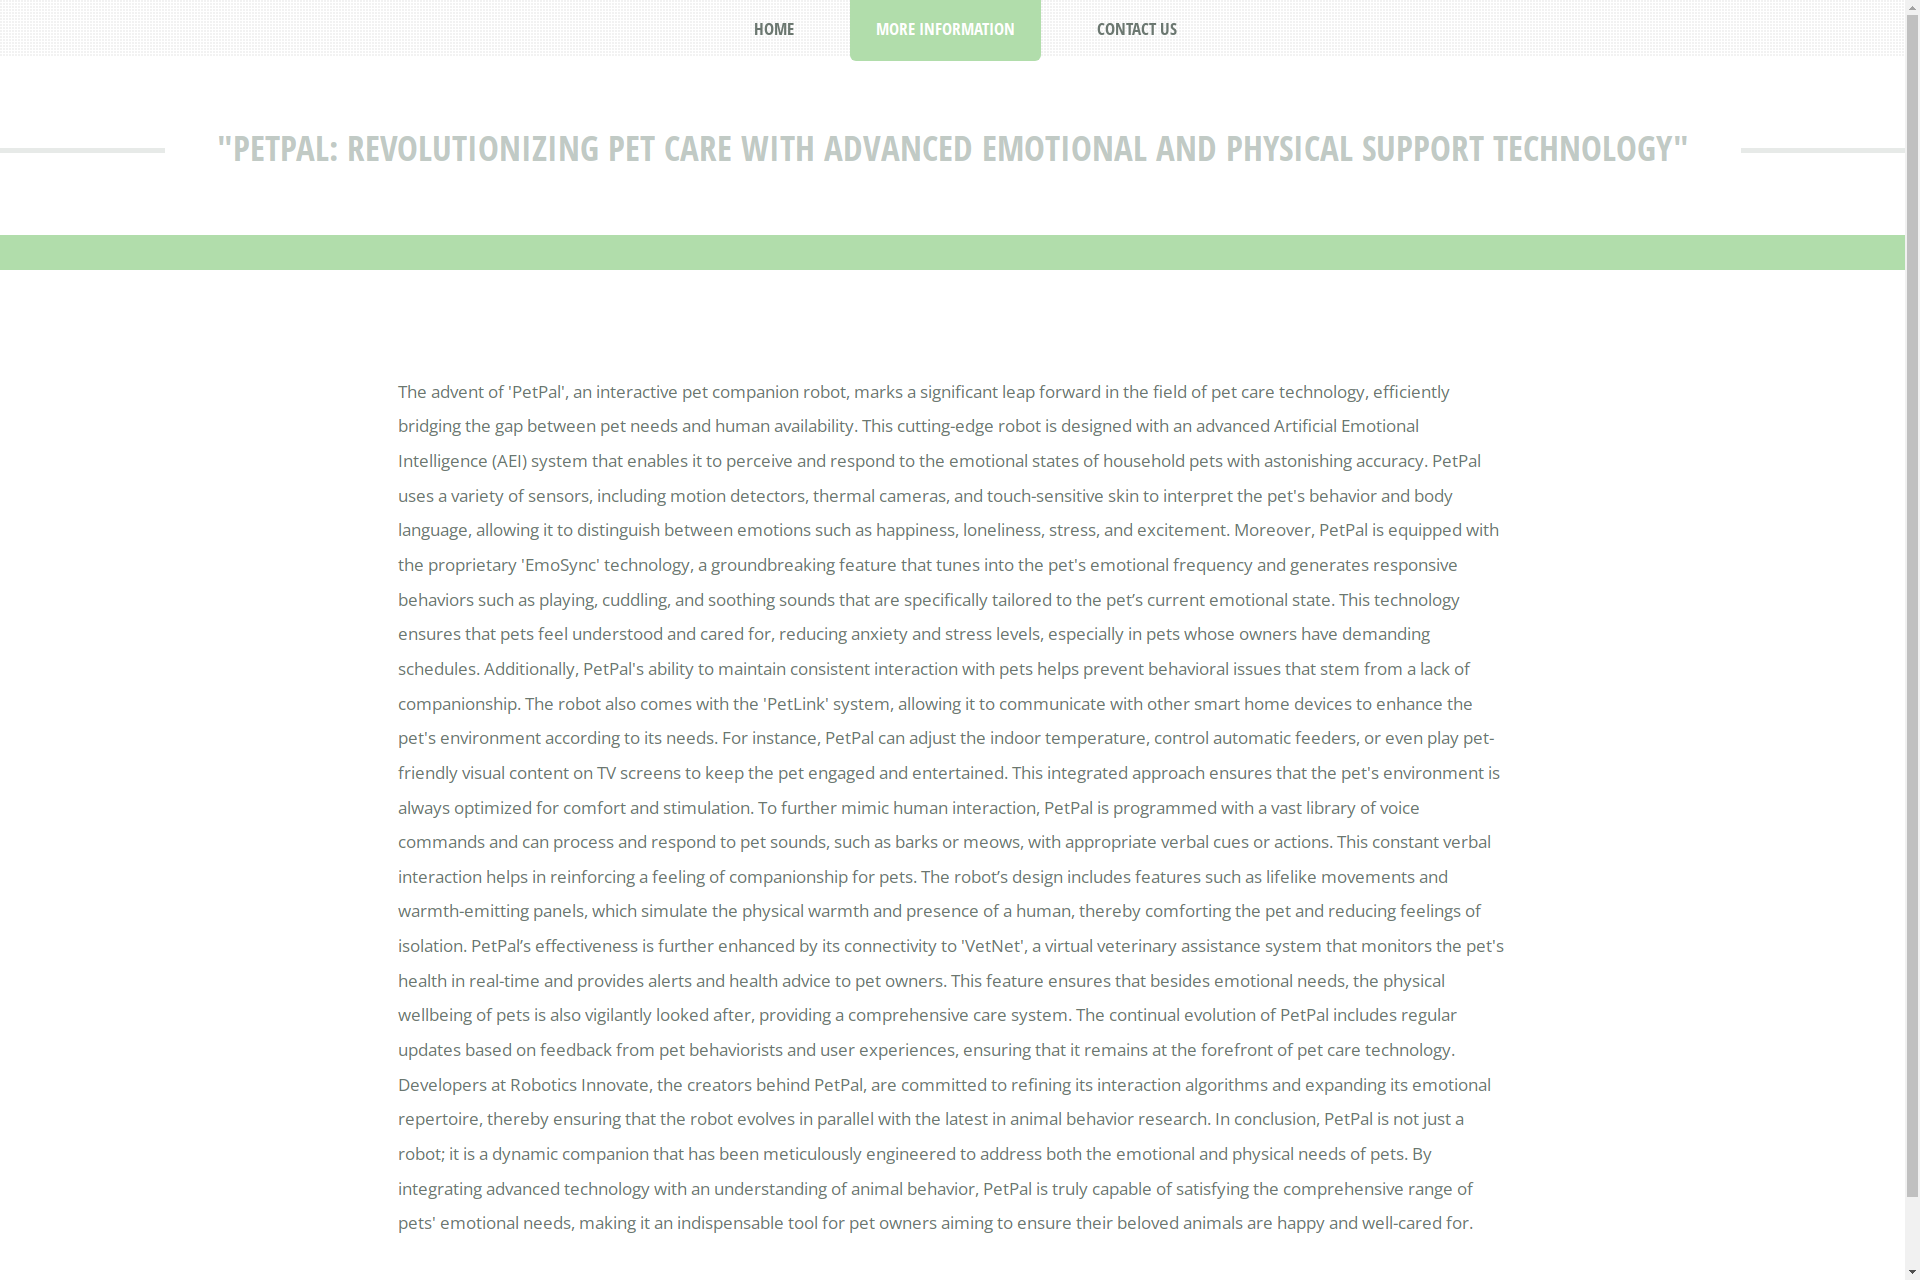 HOME
MORE INFORMATION
CONTACT US
"PETPAL: REVOLUTIONIZING PET CARE WITH ADVANCED EMOTIONAL AND PHYSICAL SUPPORT TECHNOLOGY"
The advent of 'PetPal', an interactive pet companion robot, marks a significant leap forward in the field of pet care technology, efficiently
bridging the gap between pet needs and human availability. This cutting-edge robot is designed with an advanced Artificial Emotional
Intelligence (AEI) system that enables it to perceive and respond to the emotional states of household pets with astonishing accuracy. PetPal
uses a variety of sensors, including motion detectors, thermal cameras, and touch-sensitive skin to interpret the pet's behavior and body
language, allowing it to distinguish between emotions such as happiness, loneliness, stress, and excitement. Moreover, PetPal is equipped with
the proprietary 'EmoSync' technology, a groundbreaking feature that tunes into the pet's emotional frequency and generates responsive
behaviors such as playing, cuddling, and soothing sounds that are specifically tailored to the pet’s current emotional state. This technology
ensures that pets feel understood and cared for, reducing anxiety and stress levels, especially in pets whose owners have demanding
schedules. Additionally, PetPal's ability to maintain consistent interaction with pets helps prevent behavioral issues that stem from a lack of
companionship. The robot also comes with the 'PetLink' system, allowing it to communicate with other smart home devices to enhance the
pet's environment according to its needs. For instance, PetPal can adjust the indoor temperature, control automatic feeders, or even play pet-
friendly visual content on TV screens to keep the pet engaged and entertained. This integrated approach ensures that the pet's environment is
always optimized for comfort and stimulation. To further mimic human interaction, PetPal is programmed with a vast library of voice
commands and can process and respond to pet sounds, such as barks or meows, with appropriate verbal cues or actions. This constant verbal
interaction helps in reinforcing a feeling of companionship for pets. The robot’s design includes features such as lifelike movements and
warmth-emitting panels, which simulate the physical warmth and presence of a human, thereby comforting the pet and reducing feelings of
isolation. PetPal’s effectiveness is further enhanced by its connectivity to 'VetNet', a virtual veterinary assistance system that monitors the pet's
health in real-time and provides alerts and health advice to pet owners. This feature ensures that besides emotional needs, the physical
wellbeing of pets is also vigilantly looked after, providing a comprehensive care system. The continual evolution of PetPal includes regular
updates based on feedback from pet behaviorists and user experiences, ensuring that it remains at the forefront of pet care technology.
Developers at Robotics Innovate, the creators behind PetPal, are committed to refining its interaction algorithms and expanding its emotional
repertoire, thereby ensuring that the robot evolves in parallel with the latest in animal behavior research. In conclusion, PetPal is not just a
robot; it is a dynamic companion that has been meticulously engineered to address both the emotional and physical needs of pets. By
integrating advanced technology with an understanding of animal behavior, PetPal is truly capable of satisfying the comprehensive range of
pets' emotional needs, making it an indispensable tool for pet owners aiming to ensure their beloved animals are happy and well-cared for.